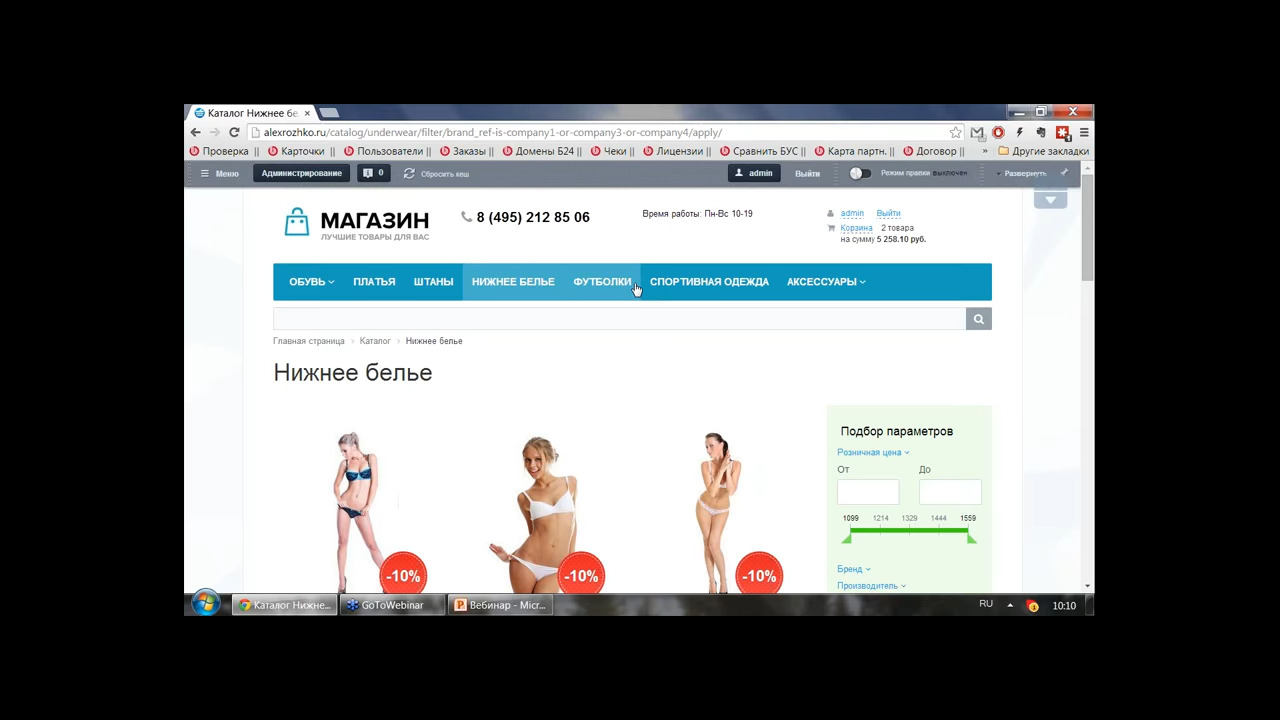 Каталог Нижнее бе
alexrozhko.ru/catalog/underwear/filter/brand_ref-is-company1-or-company3-or-company4/apply/
Проверка || Карточки || Пользователи || Заказы || Домены Б24 || Чеки || Лицензии || Сравнить БУС || Карта партн. || Договор || » Другие закладки
Меню Администрирование 0 Сбросить кеш admin Выйти Режим правки выключен Развернуть
МАГАЗИН
ЛУЧШИЕ ТОВАРЫ ДЛЯ ВАС
8 (495) 212 85 06
Время работы: Пн-Вс 10-19
admin Выйти
Корзина 2 товара
на сумму 5 258.10 руб.
ОБУВЬ ПЛАТЬЯ ШТАНЫ НИЖНЕЕ БЕЛЬЕ ФУТБОЛКИ СПОРТИВНАЯ ОДЕЖДА АКСЕССУАРЫ
Главная страница › Каталог › Нижнее белье
Нижнее белье
Подбор параметров
Розничная цена
От До
1099 1214 1329 1444 1559
Бренд
Производитель
-10% -10% -10%
Каталог Нижне... GoToWebinar Вебинар - Micr... RU 10:10